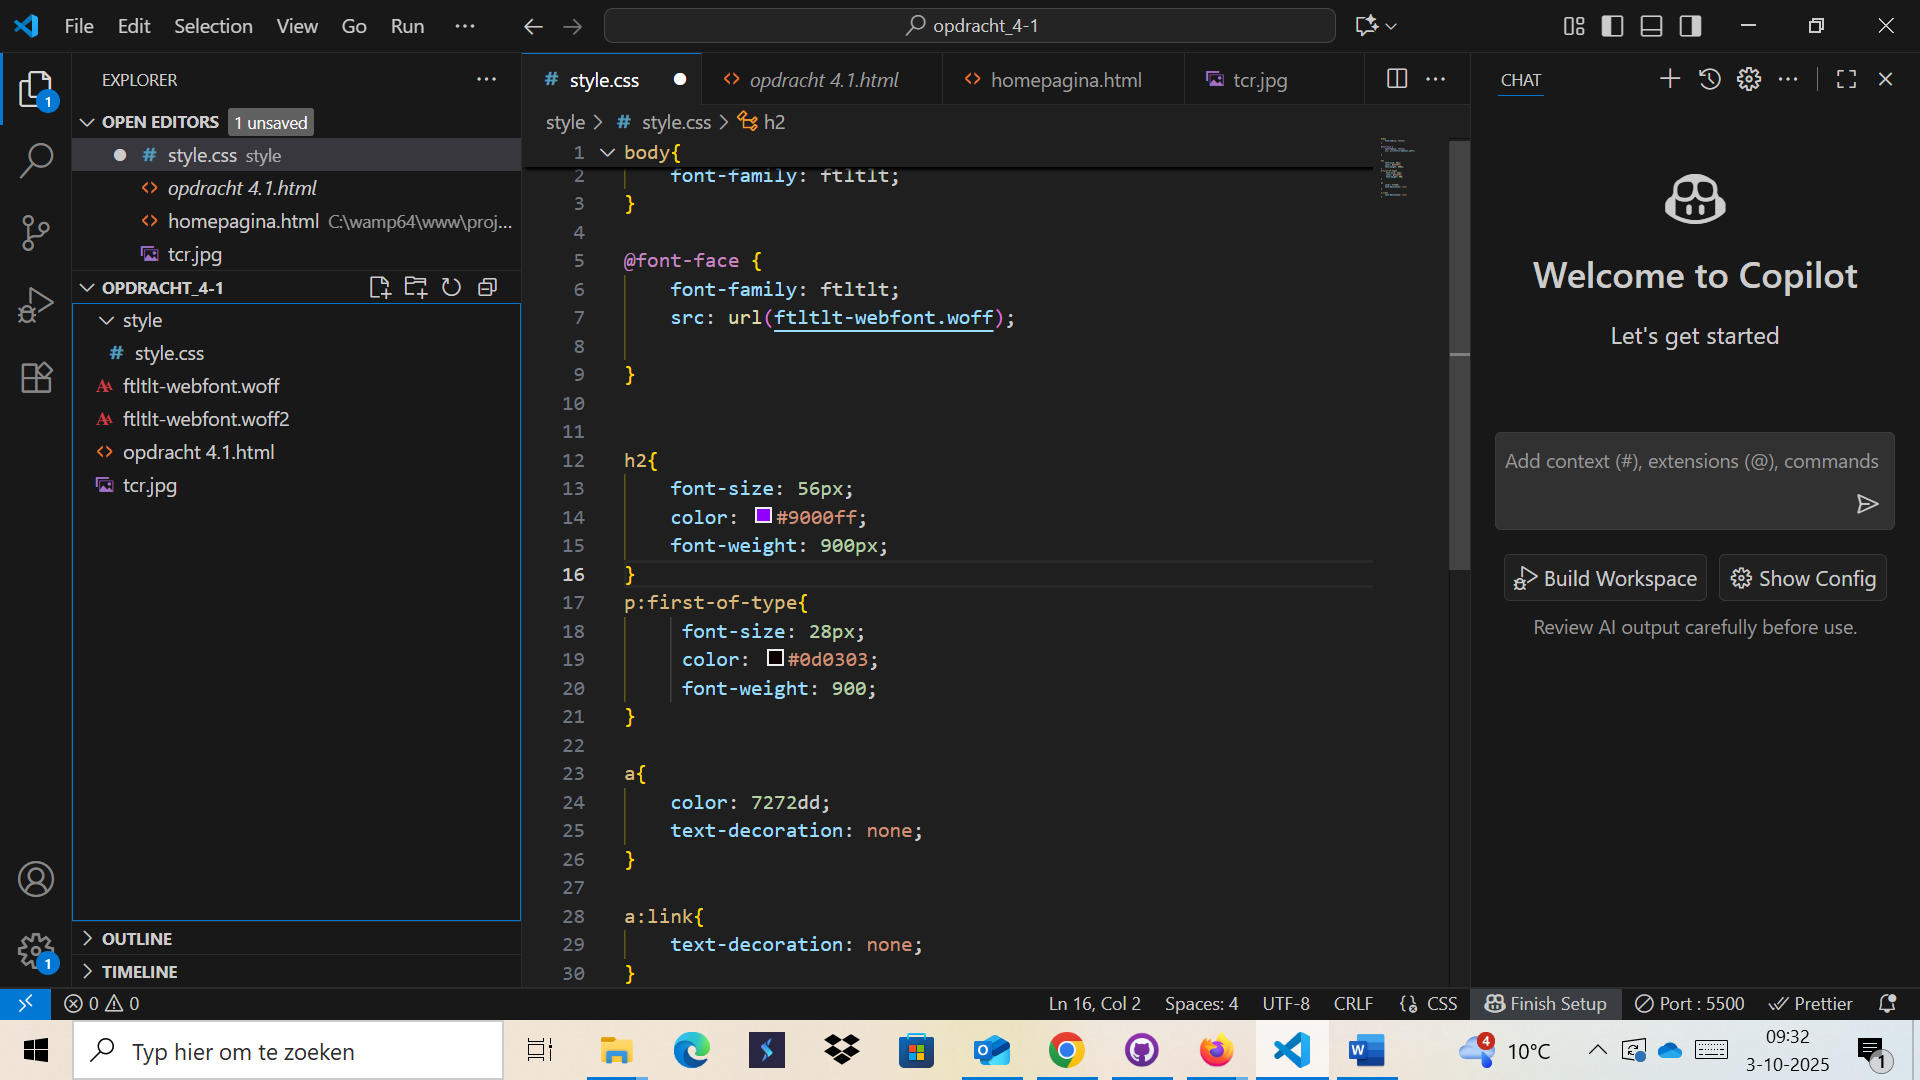 File Edit Selection View Go Run ···
opdracht_4-1
EXPLORER
OPEN EDITORS 1 unsaved
style.css style
opdracht 4.1.html
homepagina.html C:\wamp64\www\proj...
tcr.jpg
OPDRACHT_4-1
style
# style.css
ftltlt-webfont.woff
ftltlt-webfont.woff2
opdracht 4.1.html
tcr.jpg
OUTLINE
TIMELINE
# style.css
opdracht 4.1.html
homepagina.html
tcr.jpg
style > # style.css > h2
1 body{
2 font-family: ftltlt;
3 }
4
5 @font-face {
6 font-family: ftltlt;
7 src: url(ftltlt-webfont.woff);
8
9 }
10
11
12 h2{
13 font-size: 56px;
14 color: #9000ff;
15 font-weight: 900px;
16 }
17 p:first-of-type{
18 font-size: 28px;
19 color: #0d0303;
20 font-weight: 900;
21 }
22
23 a{
24 color: 7272dd;
25 text-decoration: none;
26 }
27
28 a:link{
29 text-decoration: none;
30 }
CHAT
Welcome to Copilot
Let's get started
Add context (#), extensions (@), commands
Build Workspace Show Config
Review AI output carefully before use.
1
1
0 0
Ln 16, Col 2 Spaces: 4 UTF-8 CRLF {} CSS Finish Setup Port : 5500 Prettier
Typ hier om te zoeken
4
10°C
09:32
3-10-2025
1